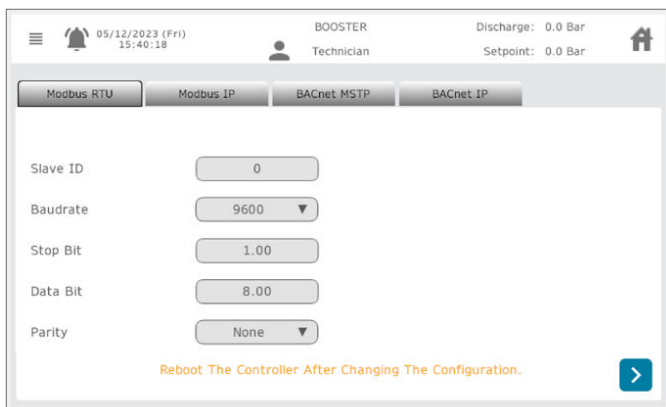 05/12/2023 (Fri)
15:40:18
BOOSTER
Technician
Discharge: 0.0 Bar
Setpoint: 0.0 Bar
Modbus RTU
Modbus IP
BACnet MSTP
BACnet IP
Slave ID 0
Baudrate 9600
Stop Bit 1.00
Data Bit 8.00
Parity None
Reboot The Controller After Changing The Configuration.